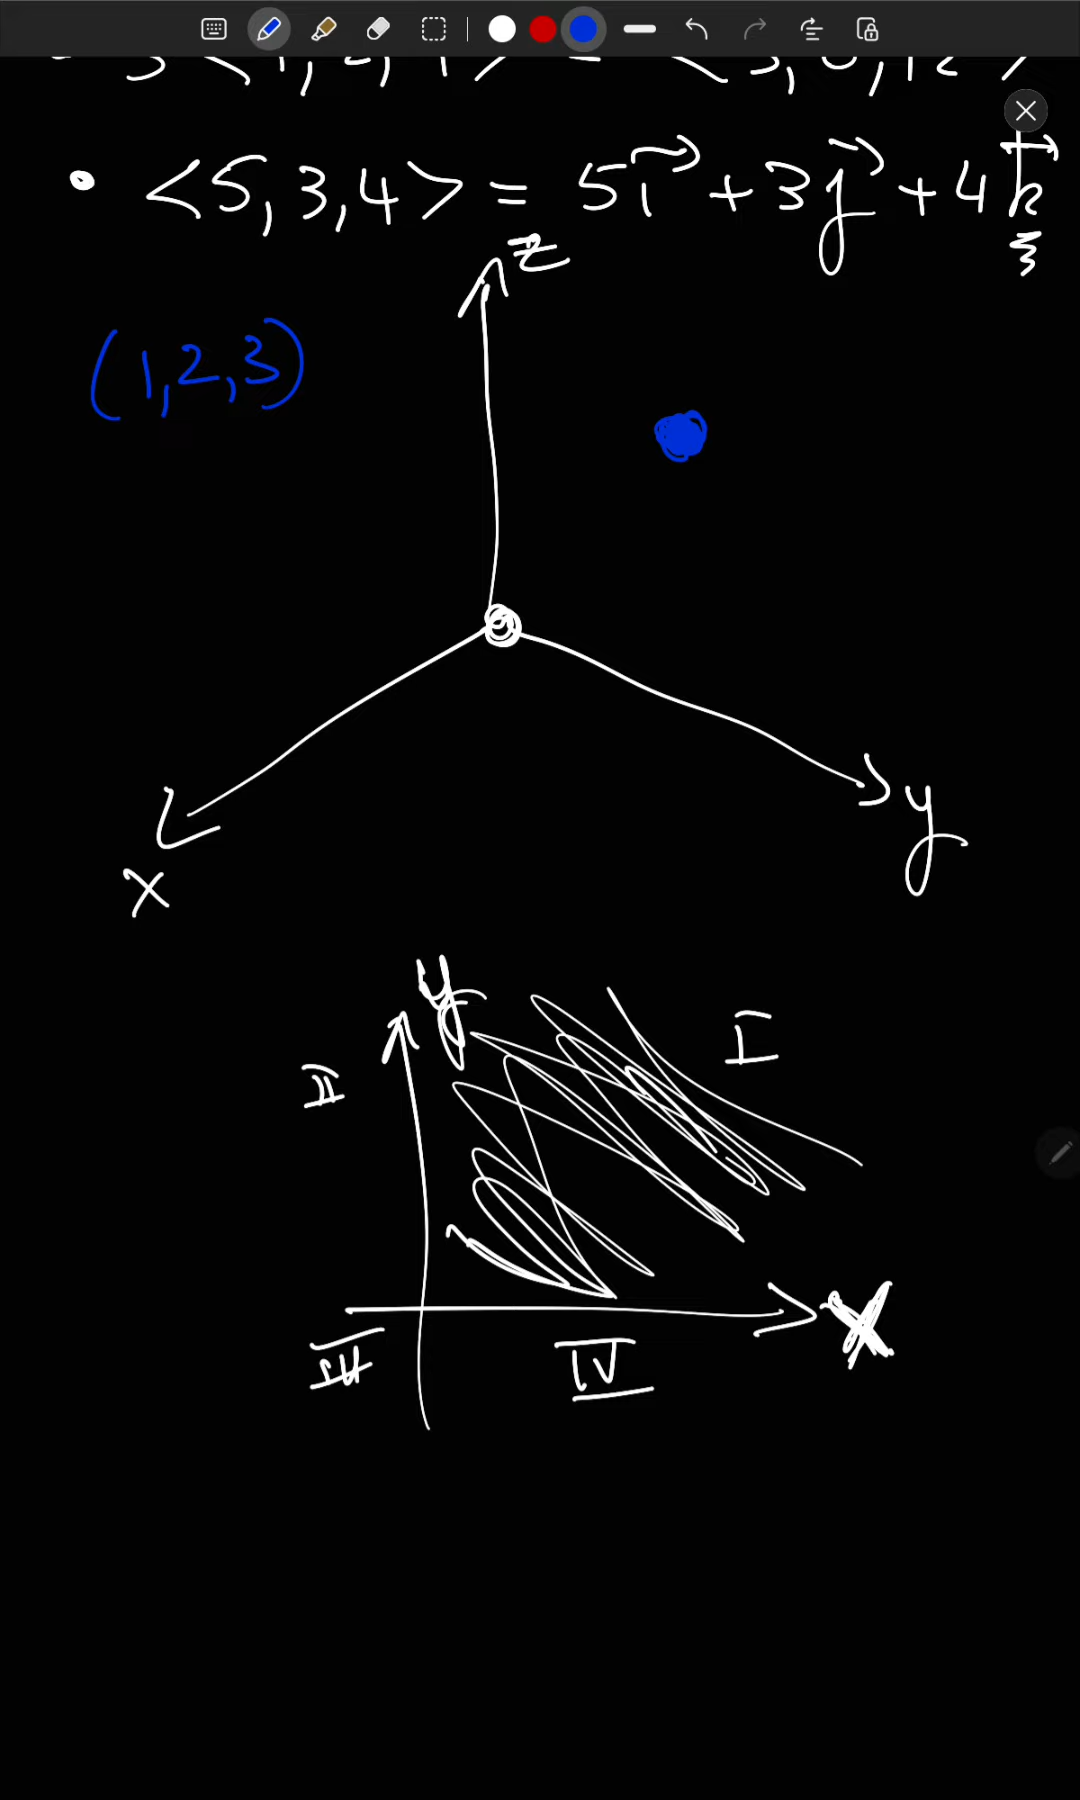 • <5,3,4> = 5i⃗ + 3j⃗ + 4k⃗
z
(1,2,3)
y
x
y
I
II
x
III
IV